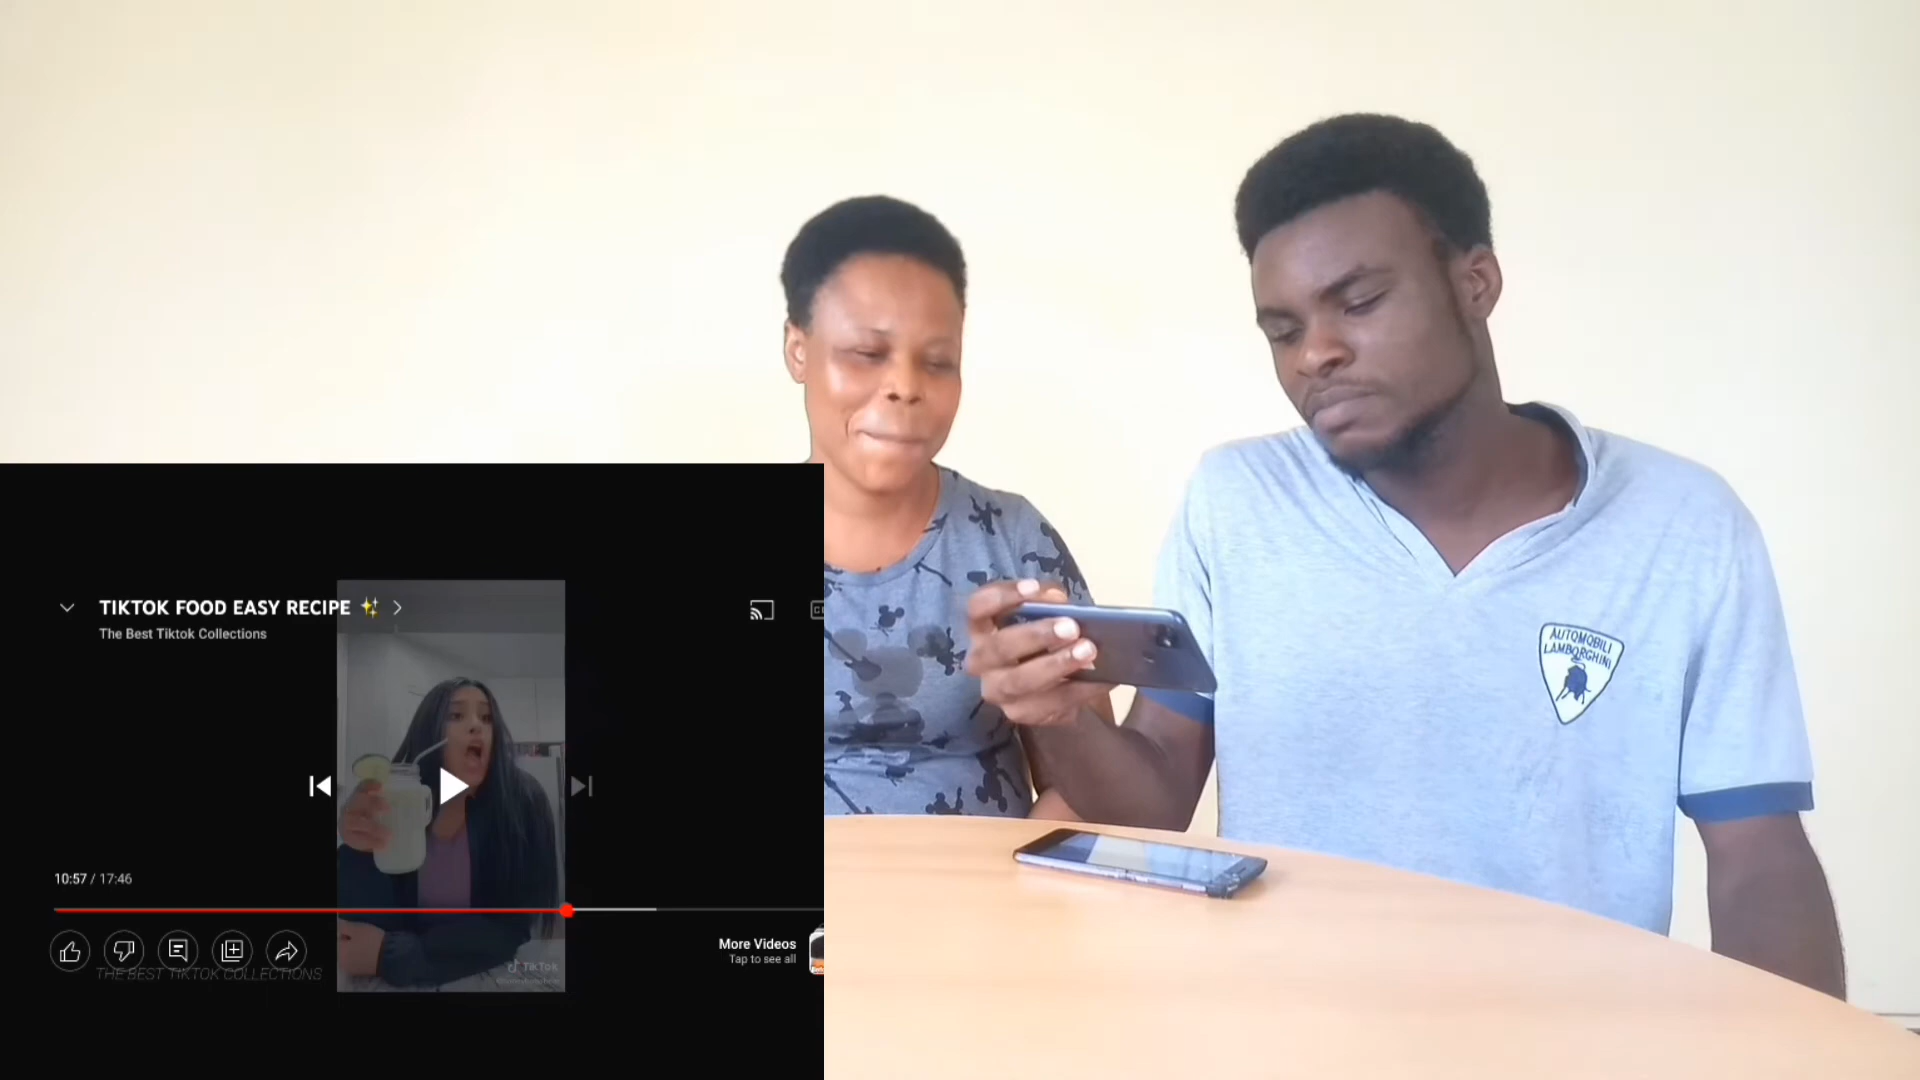 TIKTOK FOOD EASY RECIPE ✨
The Best Tiktok Collections
10:57 / 17:46
More Videos
Tap to see all
THE BEST TIKTOK COLLECTIONS
TikTok
AUTOMOBILI
LAMBORGHINI